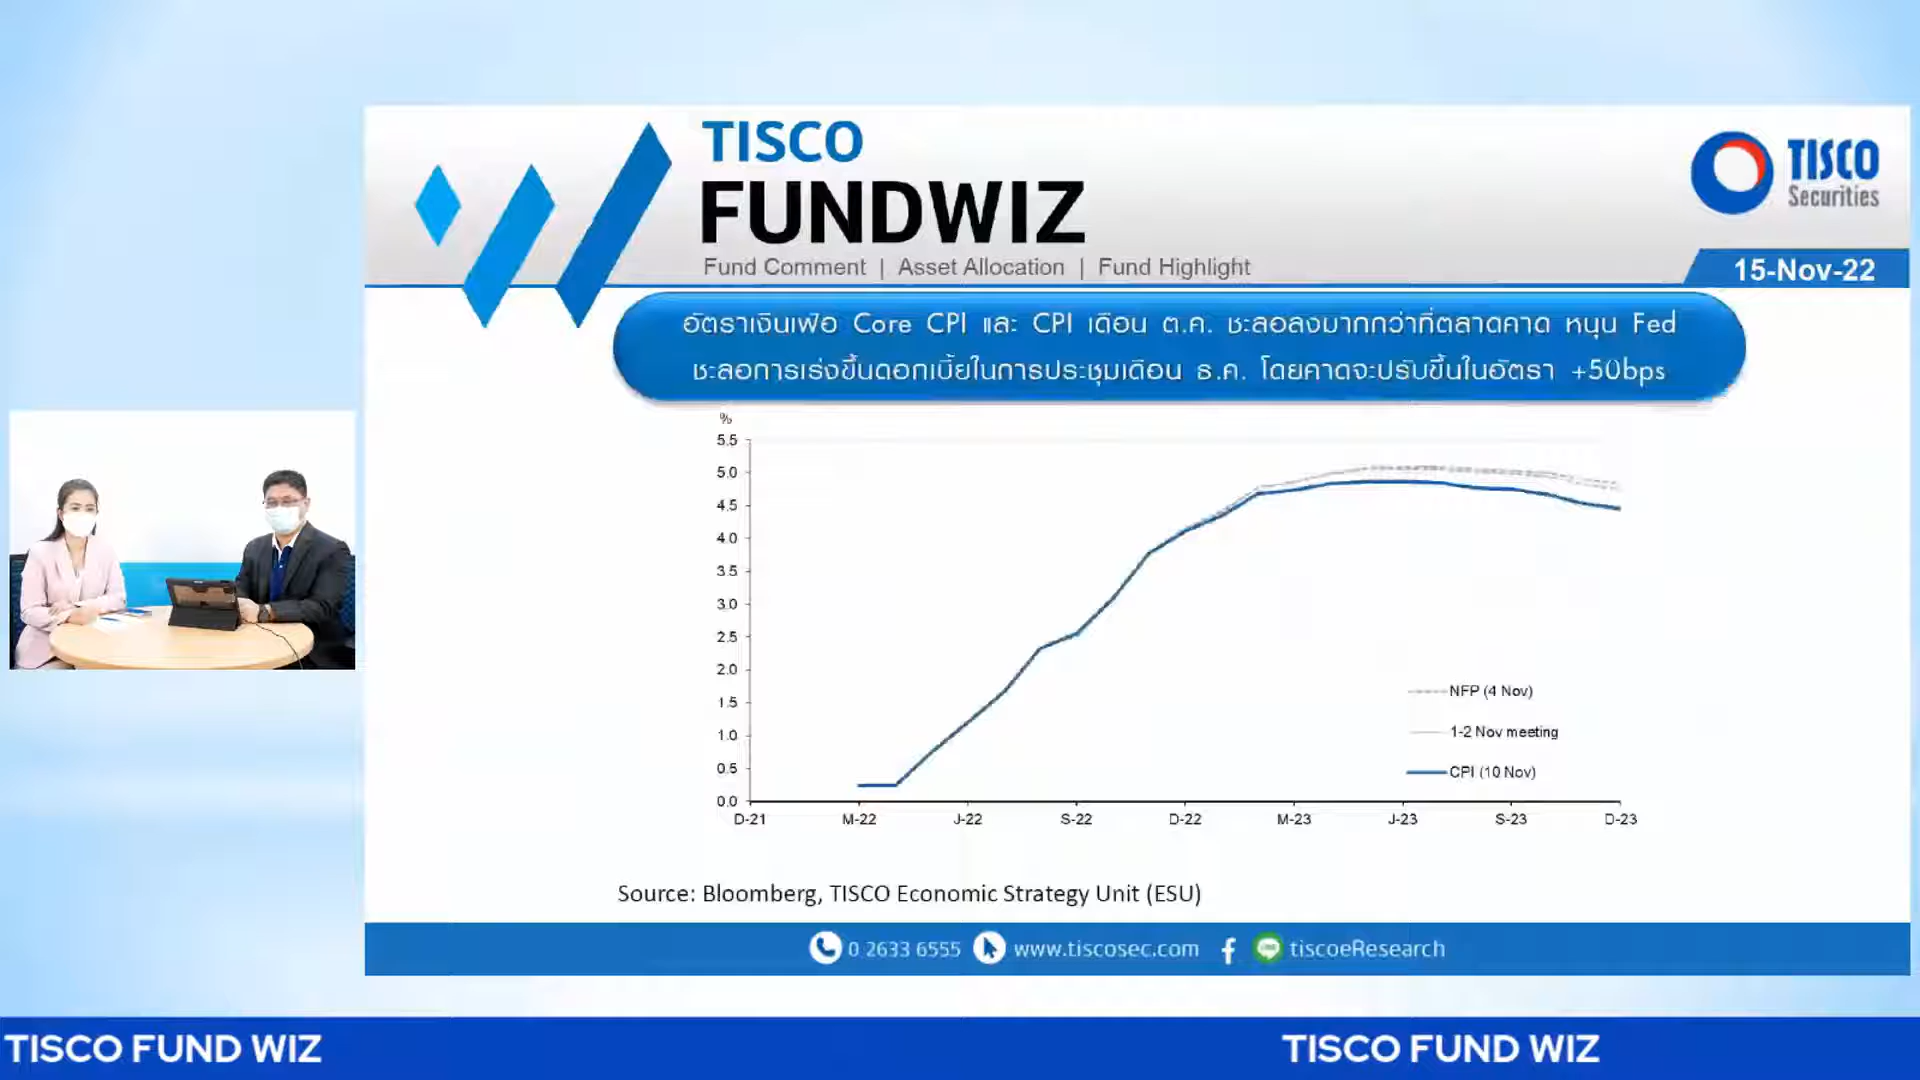 TISCO
FUNDWIZ
Fund Comment | Asset Allocation | Fund Highlight
TISCO
Securities
15-Nov-22
อัตราเงินเฟ้อ Core CPI และ CPI เดือน ต.ค. ชะลอลงมากกว่าที่ตลาดคาด หนุน Fed
ชะลอการเร่งขึ้นดอกเบี้ยในการประชุมเดือน ธ.ค. โดยคาดจะปรับขึ้นในอัตรา +50bps
%
5.5
5.0
4.5
4.0
3.5
3.0
2.5
2.0
1.5
1.0
0.5
0.0
NFP (4 Nov)
1-2 Nov meeting
CPI (10 Nov)
D-21 M-22 J-22 S-22 D-22 M-23 J-23 S-23 D-23
Source: Bloomberg, TISCO Economic Strategy Unit (ESU)
0 2633 6555 www.tiscosec.com tiscoeResearch
TISCO FUND WIZ TISCO FUND WIZ